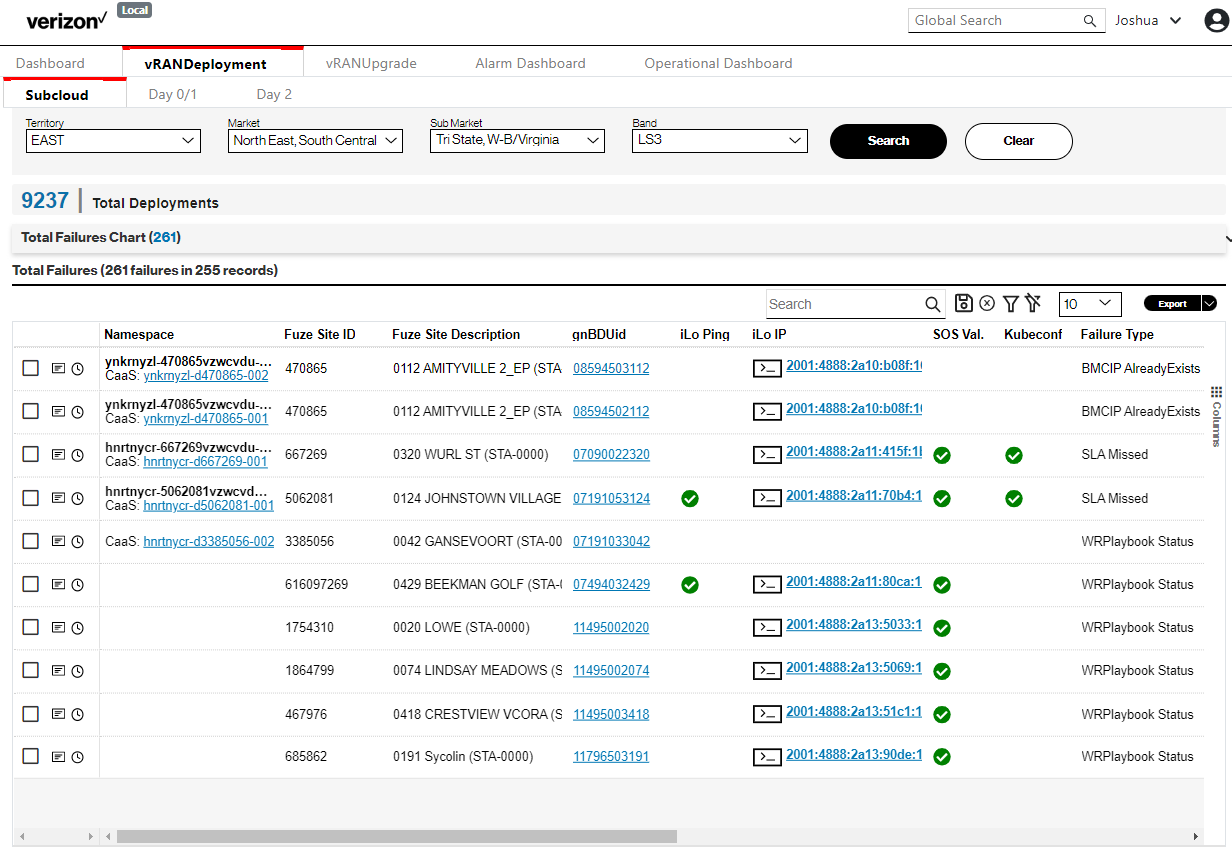 verizon✓ Local
Global Search Joshua
Dashboard vRANDeployment vRANUpgrade Alarm Dashboard Operational Dashboard
Subcloud Day 0/1 Day 2
Territory Market Sub Market Band
EAST North East, South Central Tri State, W-B/Virginia LS3 Search Clear
9237 Total Deployments
Total Failures Chart (261)
Total Failures (261 failures in 255 records)
Search 10 Export
Namespace Fuze Site ID Fuze Site Description gnBDUid iLo Ping iLo IP SOS Val. Kubeconf Failure Type
ynkrnyzl-470865vzwcvdu-...
CaaS: ynkrnyzl-d470865-002 470865 0112 AMITYVILLE 2_EP (STA 08594503112 2001:4888:2a10:b08f:1 BMCIP AlreadyExists
ynkrnyzl-470865vzwcvdu-...
CaaS: ynkrnyzl-d470865-001 470865 0112 AMITYVILLE 2_EP (STA 08594502112 2001:4888:2a10:b08f:1 BMCIP AlreadyExists
hnrtnycr-667269vzwcvdu-...
CaaS: hnrtnycr-d667269-001 667269 0320 WURL ST (STA-0000) 07090022320 2001:4888:2a11:415f:1 SLA Missed
hnrtnycr-5062081vzwcvd...
CaaS: hnrtnycr-d5062081-001 5062081 0124 JOHNSTOWN VILLAGE 07191053124 2001:4888:2a11:70b4:1 SLA Missed
CaaS: hnrtnycr-d3385056-002 3385056 0042 GANSEVOORT (STA-00 07191033042 WRPlaybook Status
616097269 0429 BEEKMAN GOLF (STA- 07494032429 2001:4888:2a11:80ca:1 WRPlaybook Status
1754310 0020 LOWE (STA-0000) 11495002020 2001:4888:2a13:5033:1 WRPlaybook Status
1864799 0074 LINDSAY MEADOWS (S 11495002074 2001:4888:2a13:5069:1 WRPlaybook Status
467976 0418 CRESTVIEW VCORA (S 11495003418 2001:4888:2a13:51c1:1 WRPlaybook Status
685862 0191 Sycolin (STA-0000) 11796503191 2001:4888:2a13:90de:1 WRPlaybook Status
Columns